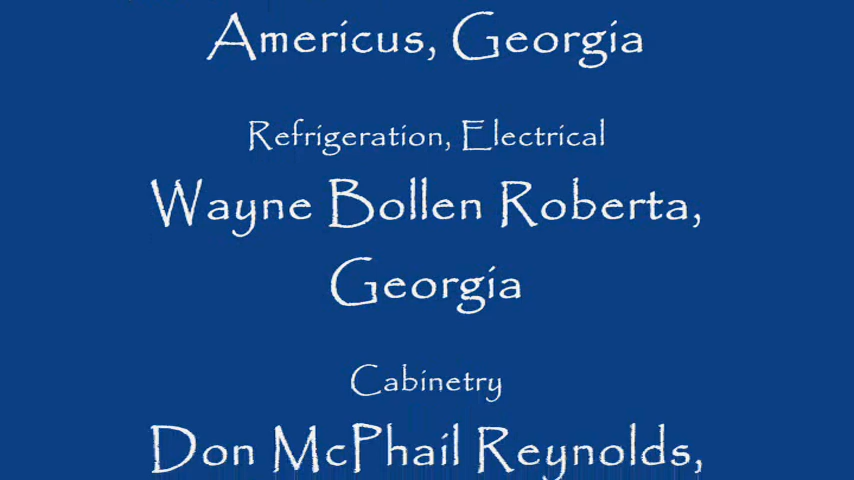 Americus, Georgia
Refrigeration, Electrical
Wayne Bollen Roberta,
Georgia
Cabinetry
Don McPhail Reynolds,